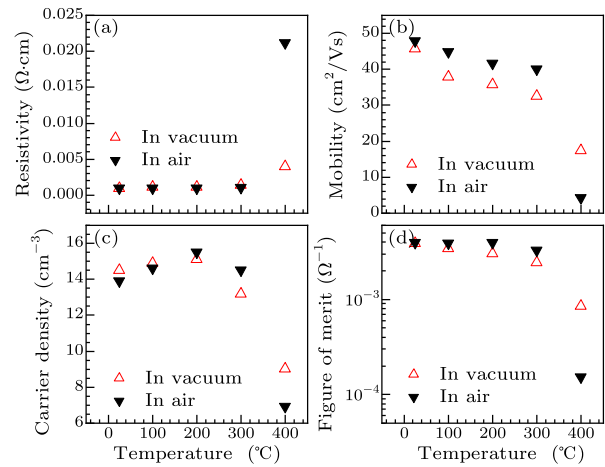 (a)
0.025
0.020
0.015
0.010
0.005
0.000
Resistivity (Ω·cm)
In vacuum
In air
(b)
60
50
40
30
20
10
0
Mobility (cm²/Vs)
In vacuum
In air
(c)
16
14
12
10
8
6
Carrier density (cm⁻³)
In vacuum
In air
0 100 200 300 400
Temperature (℃)
(d)
10⁻³
10⁻⁴
Figure of merit (Ω⁻¹)
In vacuum
In air
0 100 200 300 400
Temperature (℃)